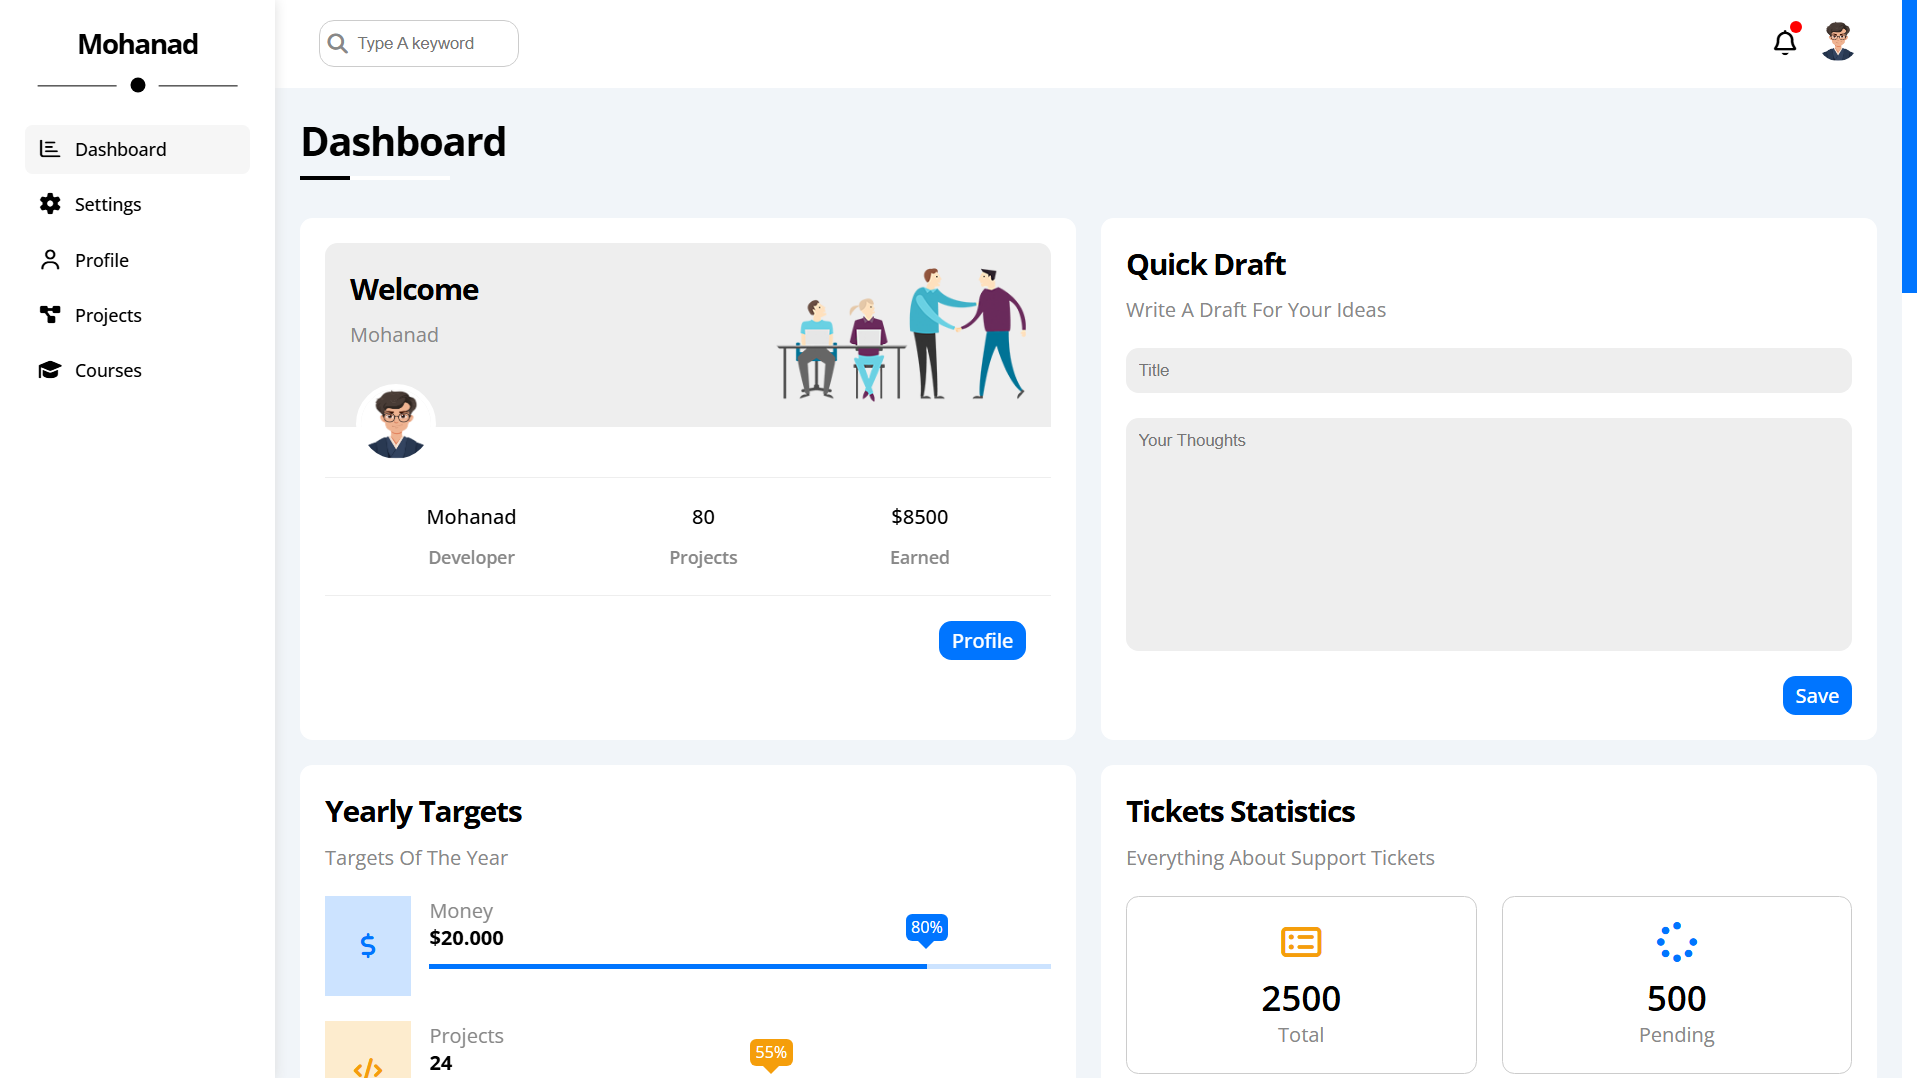 Mohanad
Dashboard
Settings
Profile
Projects
Courses
Type A keyword
Dashboard
Welcome
Mohanad
Mohanad
Developer
80
Projects
$8500
Earned
Profile
Quick Draft
Write A Draft For Your Ideas
Title
Your Thoughts
Save
Yearly Targets
Targets Of The Year
$
Money
$20.000
80%
</>
Projects
24
55%
Tickets Statistics
Everything About Support Tickets
2500
Total
500
Pending